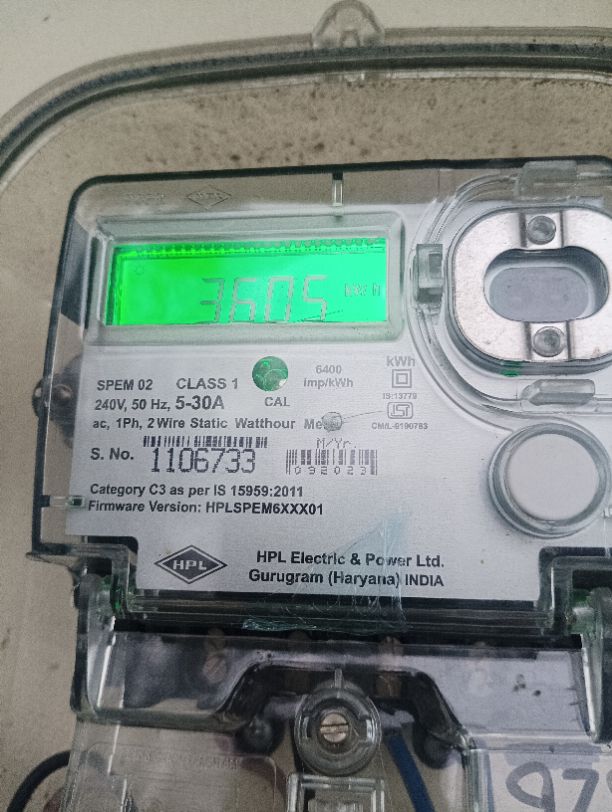 3605 kWh
SPEM 02 CLASS 1
6400
imp/kWh
kWh
CAL
IS:13779
240V, 50 Hz, 5-30A
ac, 1Ph, 2 Wire Static Watthour
CM/L-9190783
S. No. 1106733
M/Yr.
092023
Category C3 as per IS 15959:2011
Firmware Version: HPLSPEM6XXX01
HPL
HPL Electric & Power Ltd.
Gurugram (Haryana) INDIA